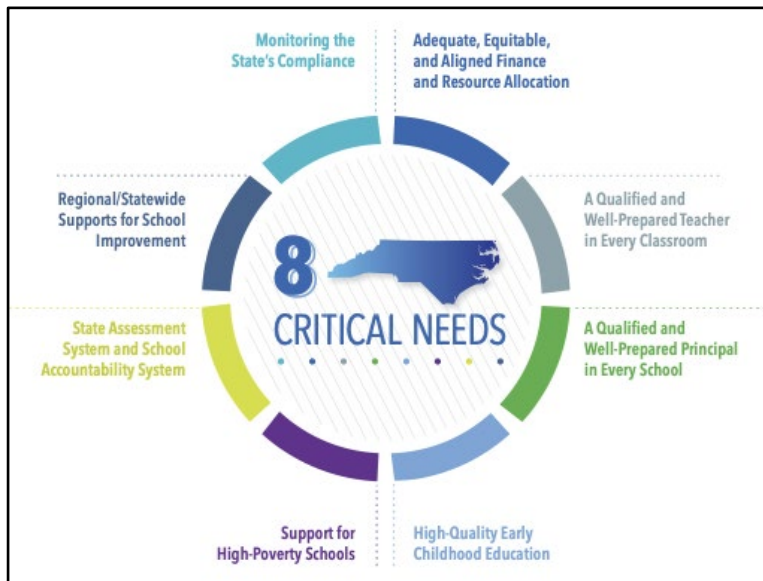 Monitoring the
State's Compliance
Adequate, Equitable,
and Aligned Finance
and Resource Allocation
Regional/Statewide
Supports for School
Improvement
A Qualified and
Well-Prepared Teacher
in Every Classroom
8
CRITICAL NEEDS
State Assessment
System and School
Accountability System
A Qualified and
Well-Prepared Principal
in Every School
Support for
High-Poverty Schools
High-Quality Early
Childhood Education